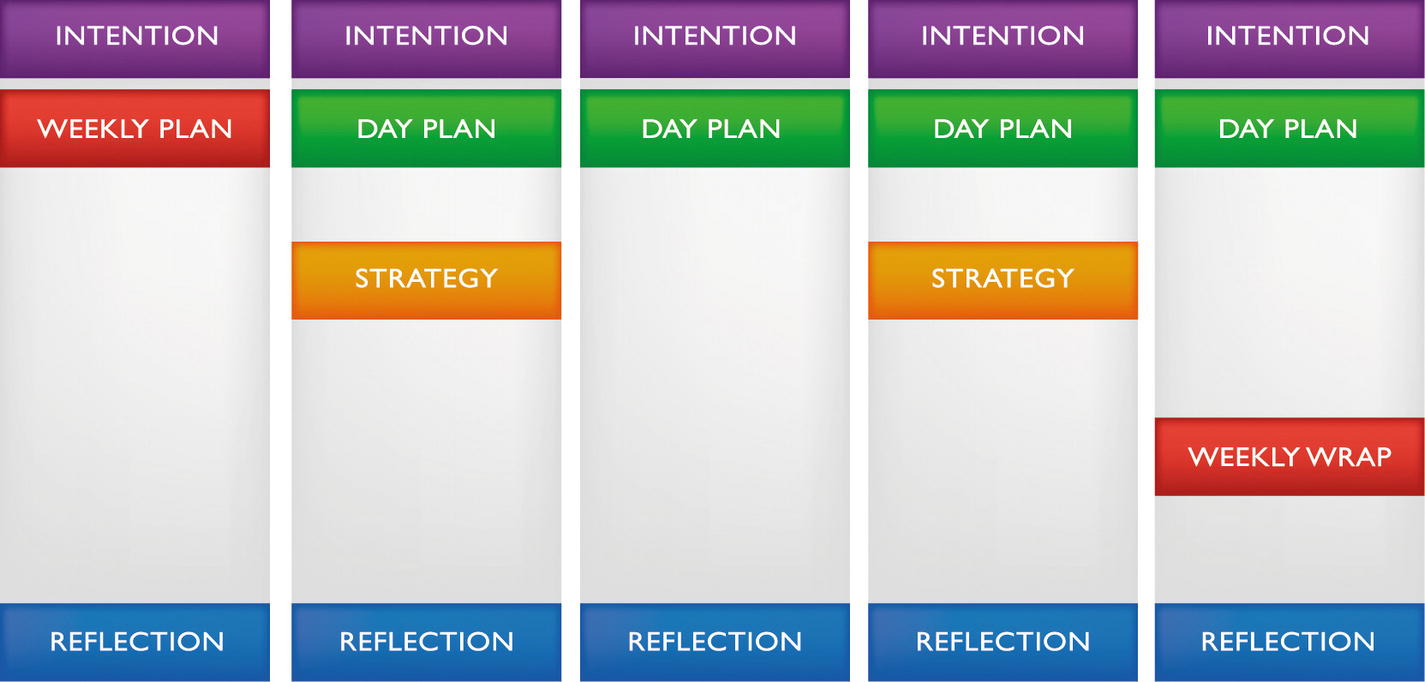 INTENTION
WEEKLY PLAN
REFLECTION
INTENTION
DAY PLAN
STRATEGY
REFLECTION
INTENTION
DAY PLAN
REFLECTION
INTENTION
DAY PLAN
STRATEGY
REFLECTION
INTENTION
DAY PLAN
WEEKLY WRAP
REFLECTION